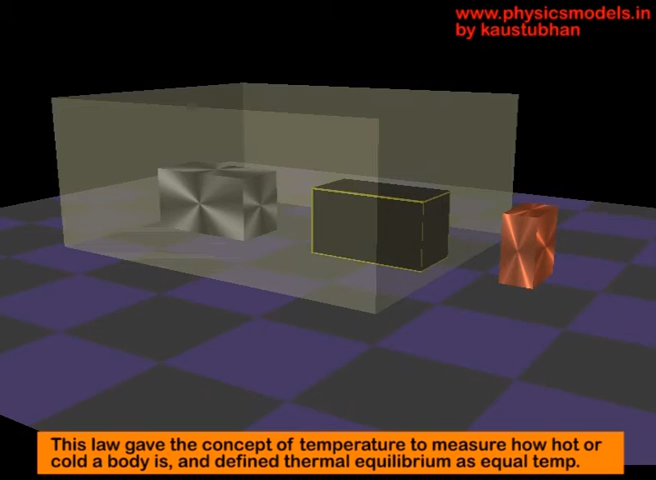 www.physicsmodels.in
by kaustubhan
This law gave the concept of temperature to measure how hot or
cold a body is, and defined thermal equilibrium as equal temp.